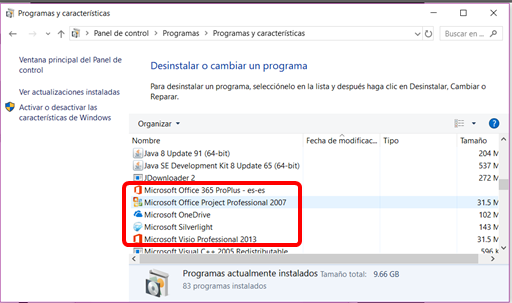 Programas y características
Panel de control > Programas > Programas y características
Buscar en ...
Ventana principal del Panel de control
Ver actualizaciones instaladas
Activar o desactivar las características de Windows
Desinstalar o cambiar un programa
Para desinstalar un programa, selecciónelo en la lista y después haga clic en Desinstalar, Cambiar o
Reparar.
Organizar
Nombre Fecha de modificac... Tipo Tamaño
Java 8 Update 91 (64-bit) 204 M
Java SE Development Kit 8 Update 65 (64-bit) 537 M
JDownloader 2 272 M
Microsoft Office 365 ProPlus - es-es
Microsoft Office Project Professional 2007 31.5 M
Microsoft OneDrive 102 M
Microsoft Silverlight 143 M
Microsoft Visio Professional 2013 31.5 M
Microsoft Visual C++ 2005 Redistributable 596 k
Programas actualmente instalados Tamaño total: 9.66 GB
83 programas instalados